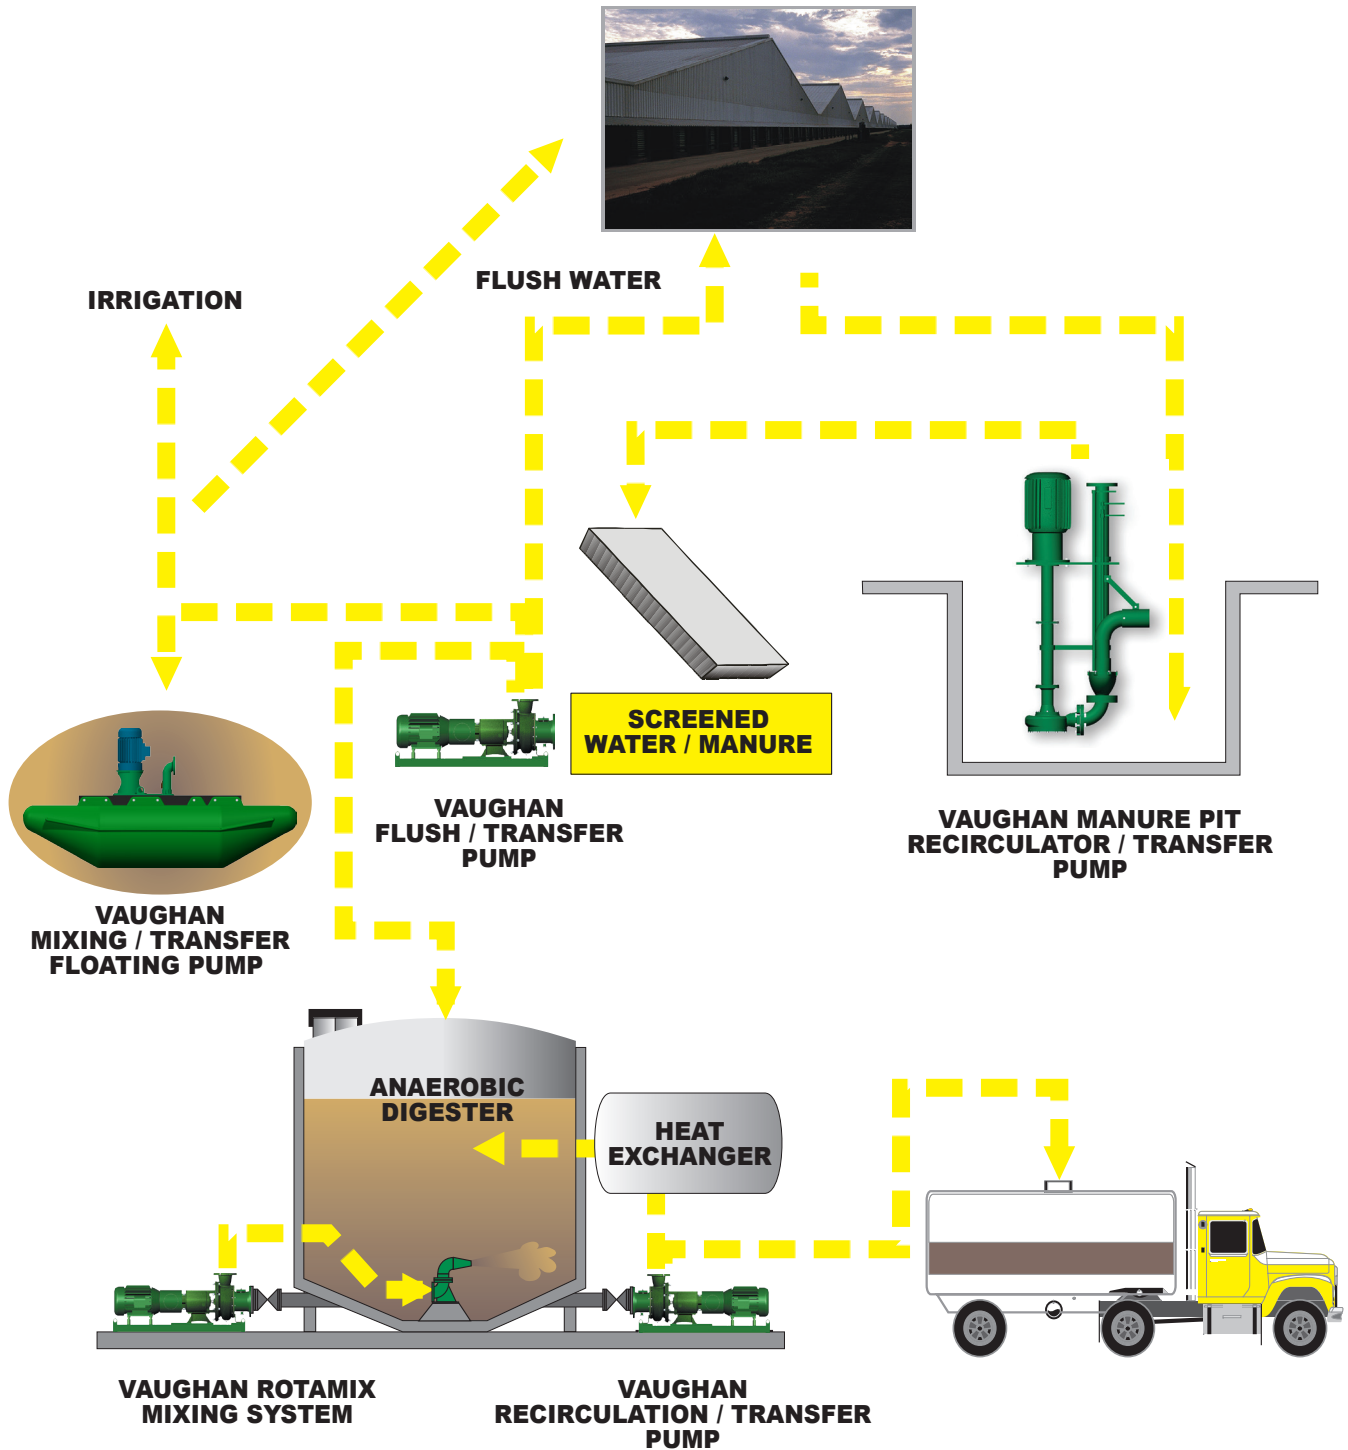 FLUSH WATER
IRRIGATION
SCREENED
WATER / MANURE
VAUGHAN
FLUSH / TRANSFER
PUMP
VAUGHAN MANURE PIT
RECIRCULATOR / TRANSFER
PUMP
VAUGHAN
MIXING / TRANSFER
FLOATING PUMP
ANAEROBIC
DIGESTER
HEAT
EXCHANGER
VAUGHAN ROTAMIX
MIXING SYSTEM
VAUGHAN
RECIRCULATION / TRANSFER
PUMP